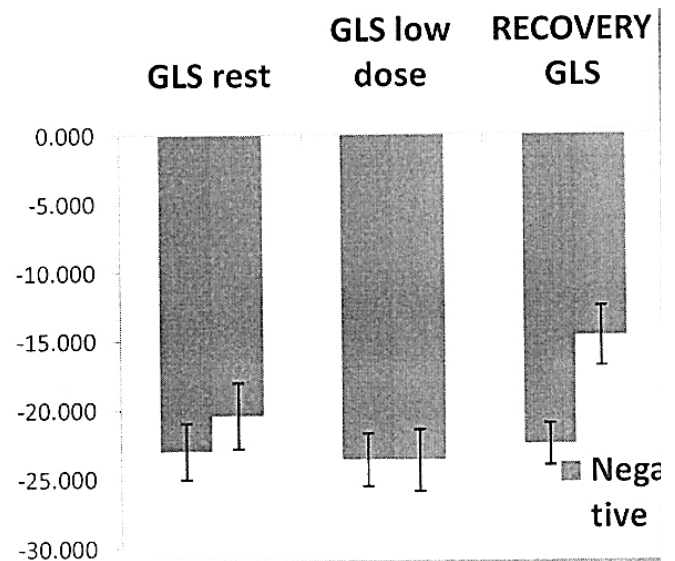 GLS rest
GLS low
dose
RECOVERY
GLS
0.000
-5.000
-10.000
-15.000
-20.000
-25.000
-30.000
Nega
tive